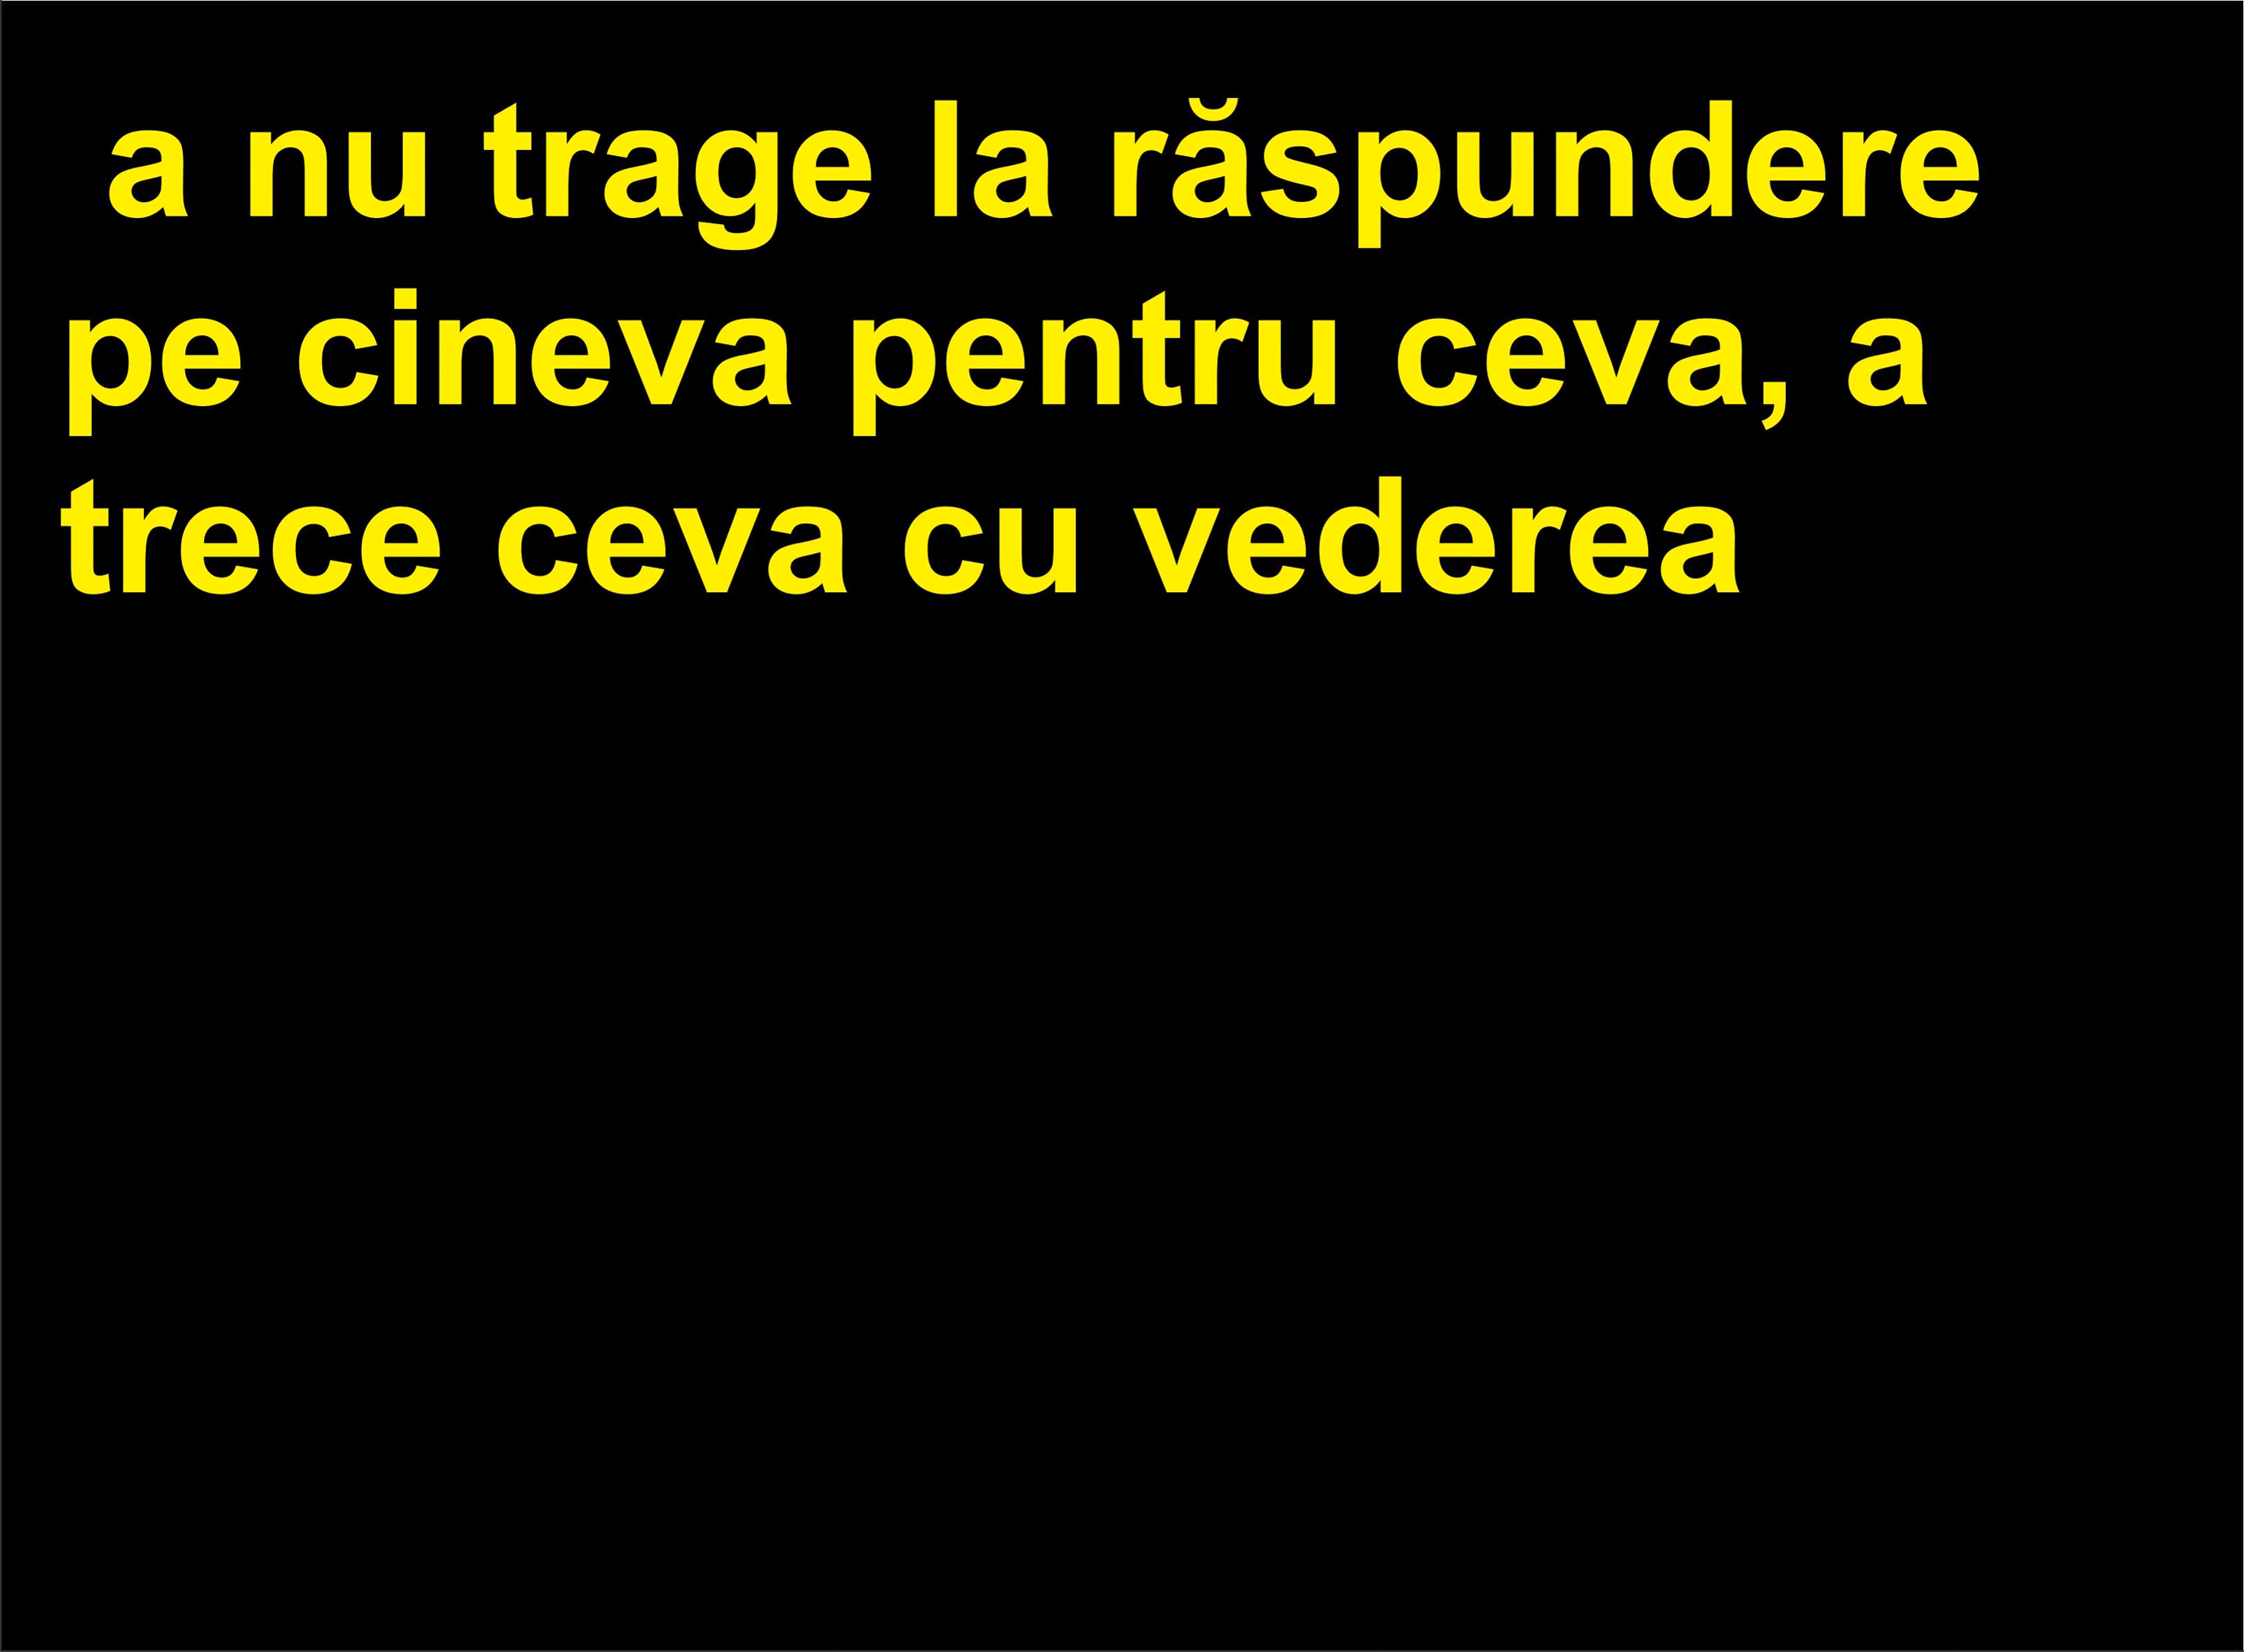 a nu trage la răspundere
pe cineva pentru ceva, a
trece ceva cu vederea